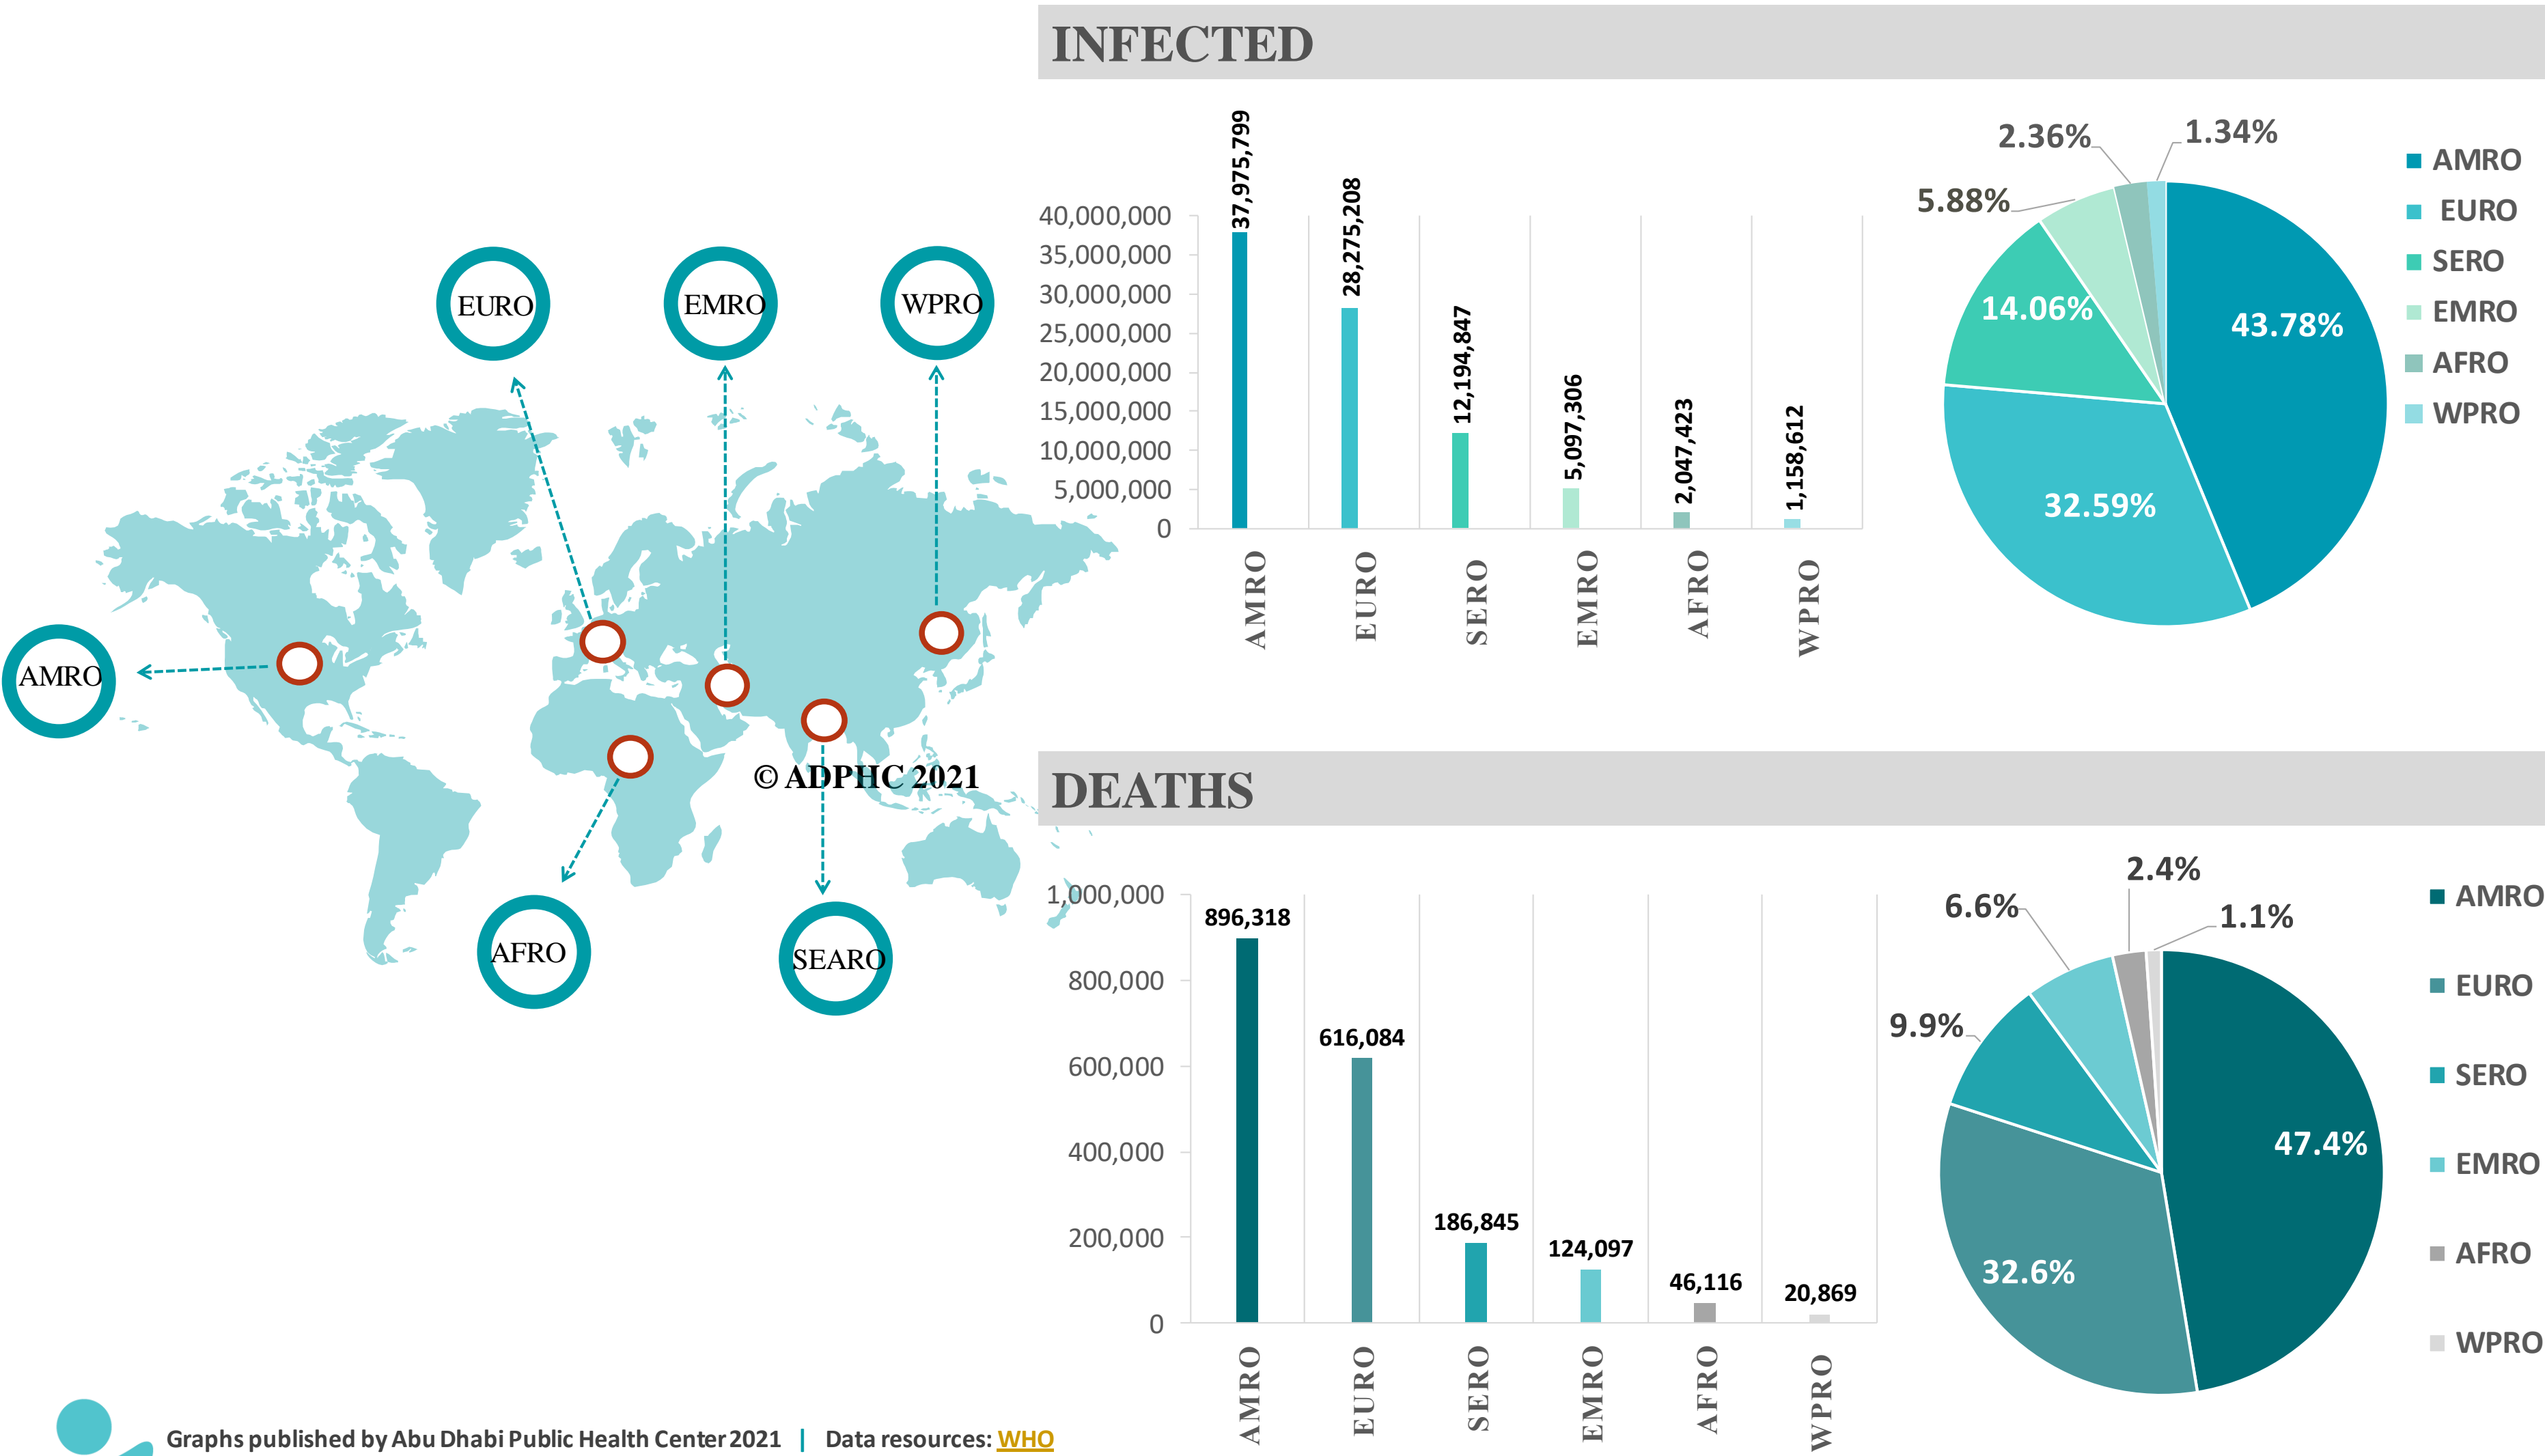 EURO
EMRO
WPRO
AMRO
© ADPHC 2021
AFRO
SEARO
INFECTED
40,000,000
35,000,000
30,000,000
25,000,000
20,000,000
15,000,000
10,000,000
5,000,000
0
37,975,799
28,275,208
12,194,847
5,097,306
2,047,423
1,158,612
AMRO
EURO
SERO
EMRO
AFRO
WPRO
2.36%
1.34%
5.88%
14.06%
43.78%
32.59%
AMRO
EURO
SERO
EMRO
AFRO
WPRO
DEATHS
1,000,000
800,000
600,000
400,000
200,000
0
896,318
616,084
186,845
124,097
46,116
20,869
AMRO
EURO
SERO
EMRO
AFRO
WPRO
2.4%
6.6%
1.1%
9.9%
47.4%
32.6%
AMRO
EURO
SERO
EMRO
AFRO
WPRO
Graphs published by Abu Dhabi Public Health Center 2021 | Data resources: WHO